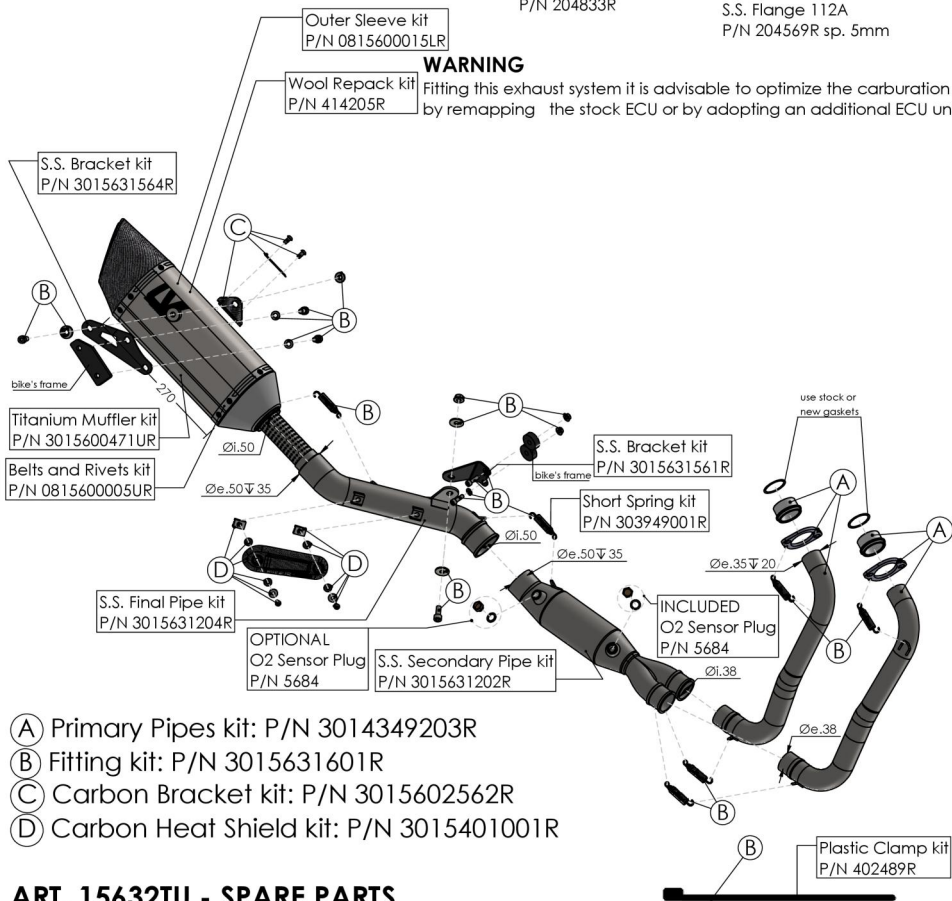 P/N 204833R
S.S. Flange 112A
P/N 204569R sp. 5mm
Outer Sleeve kit
P/N 0815600015LR
WARNING
Fitting this exhaust system it is advisable to optimize the carburation
by remapping the stock ECU or by adopting an additional ECU un
Wool Repack kit
P/N 414205R
S.S. Bracket kit
P/N 3015631564R
C
B
B
bike's frame
270
Titanium Muffler kit
P/N 3015600471UR
Belts and Rivets kit
P/N 0815600005UR
Øi.50
B
Øe.50↧35
B
bike's frame
S.S. Bracket kit
P/N 3015631561R
B
Short Spring kit
P/N 303949001R
Øi.50
Øe.50↧35
use stock or
new gaskets
A
A
Øe.35↧20
D
D
B
B
S.S. Final Pipe kit
P/N 3015631204R
OPTIONAL
O2 Sensor Plug
P/N 5684
S.S. Secondary Pipe kit
P/N 3015631202R
INCLUDED
O2 Sensor Plug
P/N 5684
Øi.38
Øe.38
B
A Primary Pipes kit: P/N 3014349203R
B Fitting kit: P/N 3015631601R
C Carbon Bracket kit: P/N 3015602562R
D Carbon Heat Shield kit: P/N 3015401001R
B
Plastic Clamp kit
P/N 402489R
ART. 15632TU - SPARE PARTS